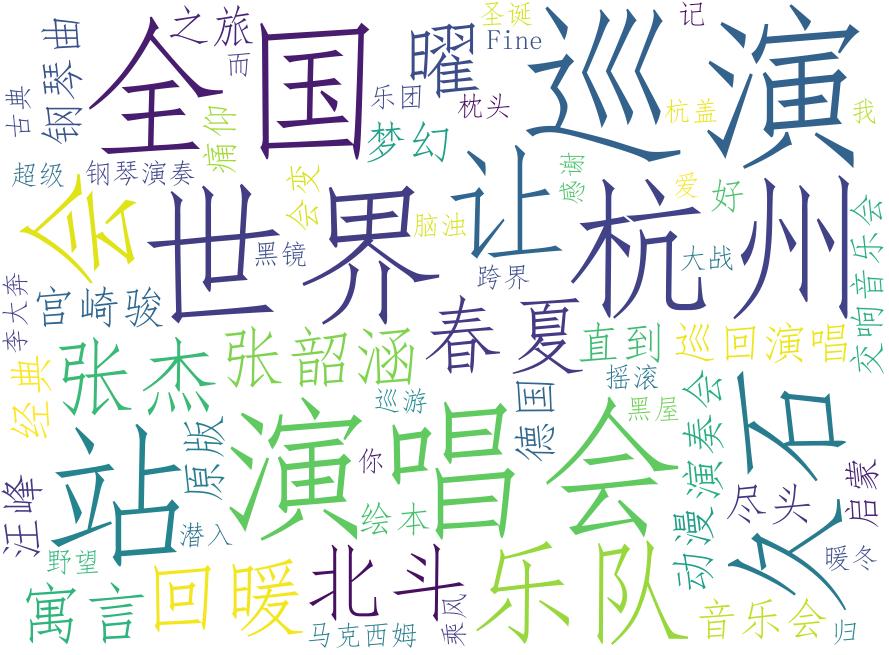 圣诞
记
之旅
全国
曜
Fine
巡演
钢琴曲
古典
而
乐团
枕头
杭盖
我
痛仰
梦幻
超级
钢琴演奏
让
感谢
爱
好
会
会变
世界
脑浊
杭州
黑镜
大战
跨界
交响音乐会
李大奔
宫崎骏
春夏
直到
巡回演唱
张杰
张韶涵
经典
摇滚
巡游
德国
黑屋
动漫演奏会
久石
原版
演唱会
站
你
汪峰
绘本
尽头
启蒙
潜入
野望
暖冬
寓言
回暖
北斗
乐队
马克西姆
乘风
音乐会
归